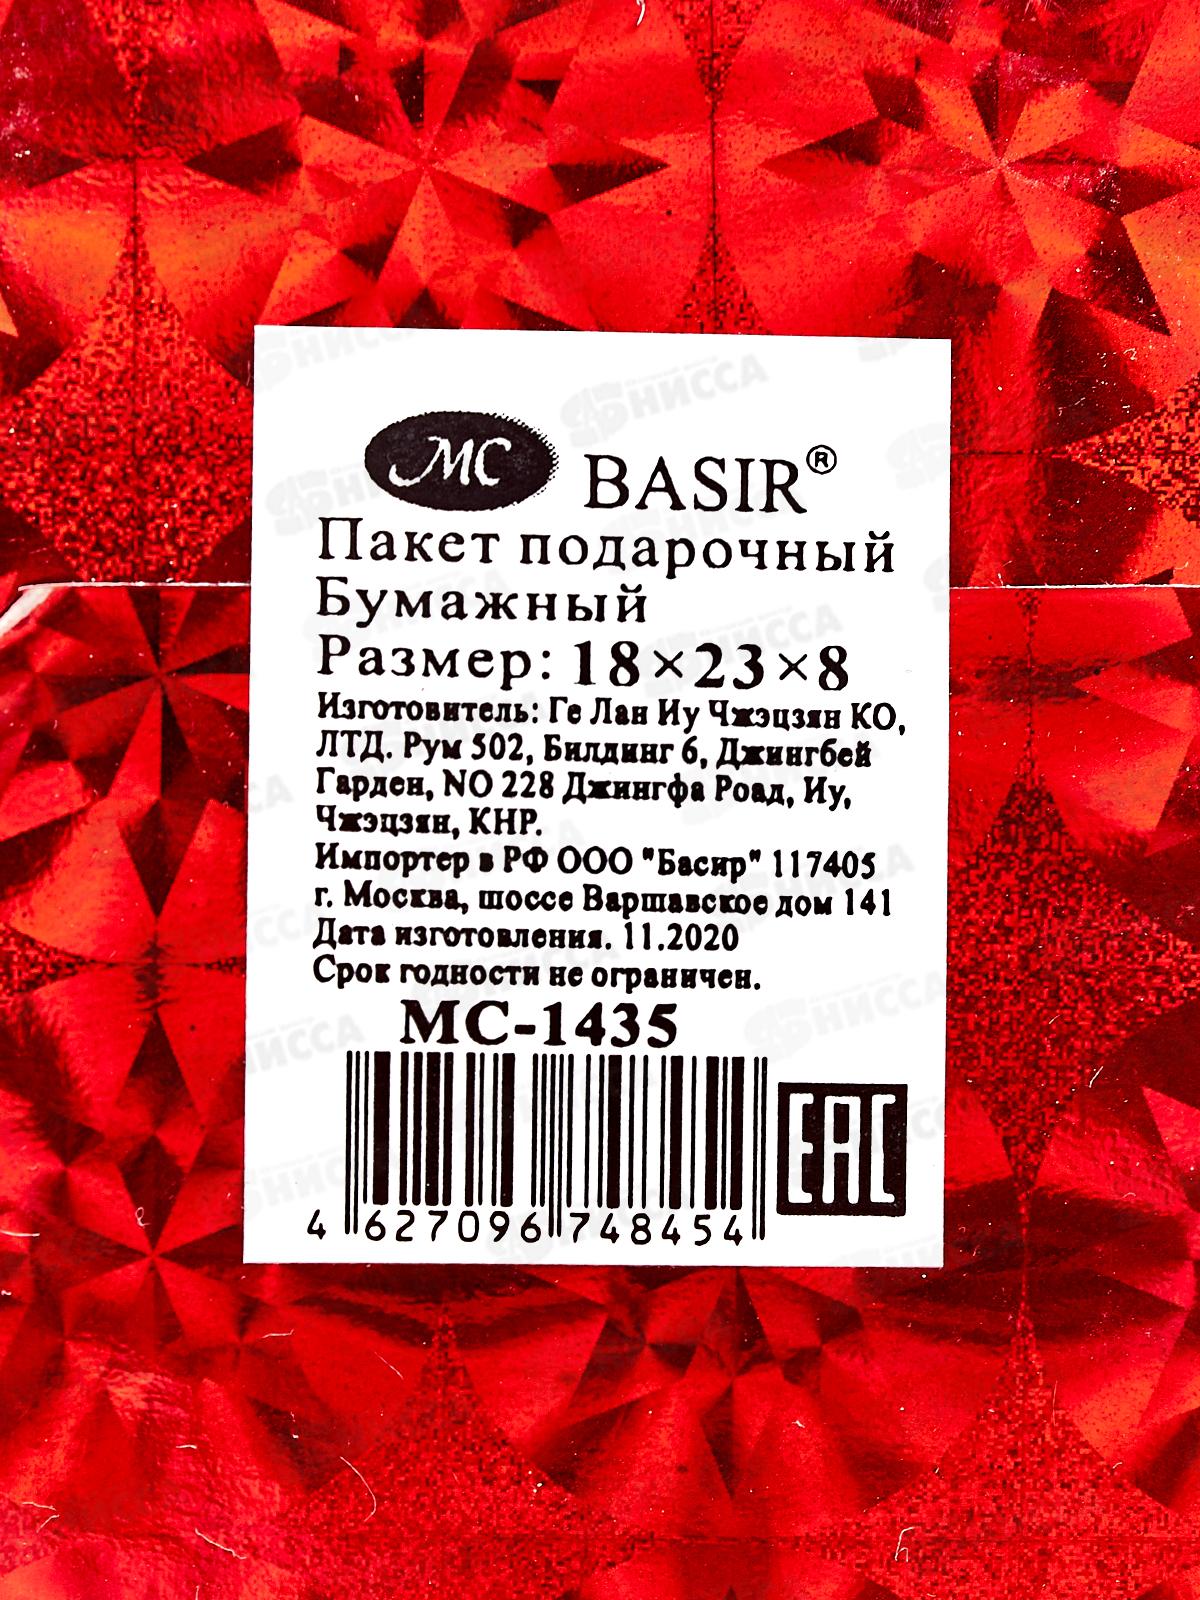 МС BASIR®
Пакет подарочный
Бумажный
Размер: 18×23×8
Изготовитель: Ге Лан Иу Чжэцзян КО,
ЛТД. Рум 502, Билдинг 6, Джингбей
Гарден, NO 228 Джингфа Роад, Иу,
Чжэцзян, КНР.
Импортер в РФ ООО "Басир" 117405
г. Москва, шоссе Варшавское дом 141
Дата изготовления. 11.2020
Срок годности не ограничен.
МС-1435
EAC
4 627096 748454